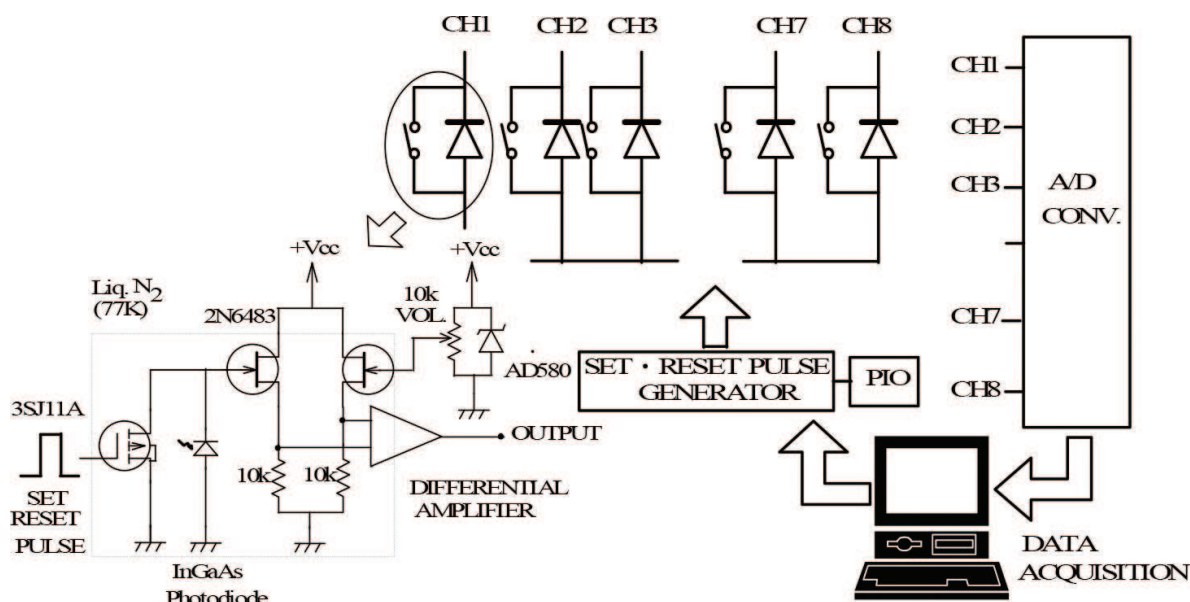 CH1
CH2
CH3
CH7
CH8
CH1
CH2
CH3
CH7
CH8
A/D
CONV.
+Vcc
+Vcc
Liq. N2
(77K)
2N6483
10k
VOL.
AD580
3SJ11A
SET
RESET
PULSE
10k
10k
OUTPUT
DIFFERENTIAL
AMPLIFIER
InGaAs
Photodiode
SET · RESET PULSE
GENERATOR
PIO
DATA
ACQUISITION